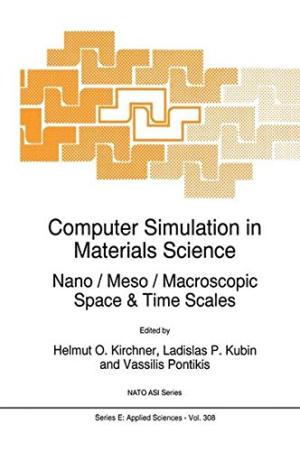 Computer Simulation in
Materials Science
Nano / Meso / Macroscopic
Space & Time Scales
Edited by
Helmut O. Kirchner, Ladislas P. Kubin
and Vassilis Pontikis
NATO ASI Series
Series E: Applied Sciences - Vol. 308